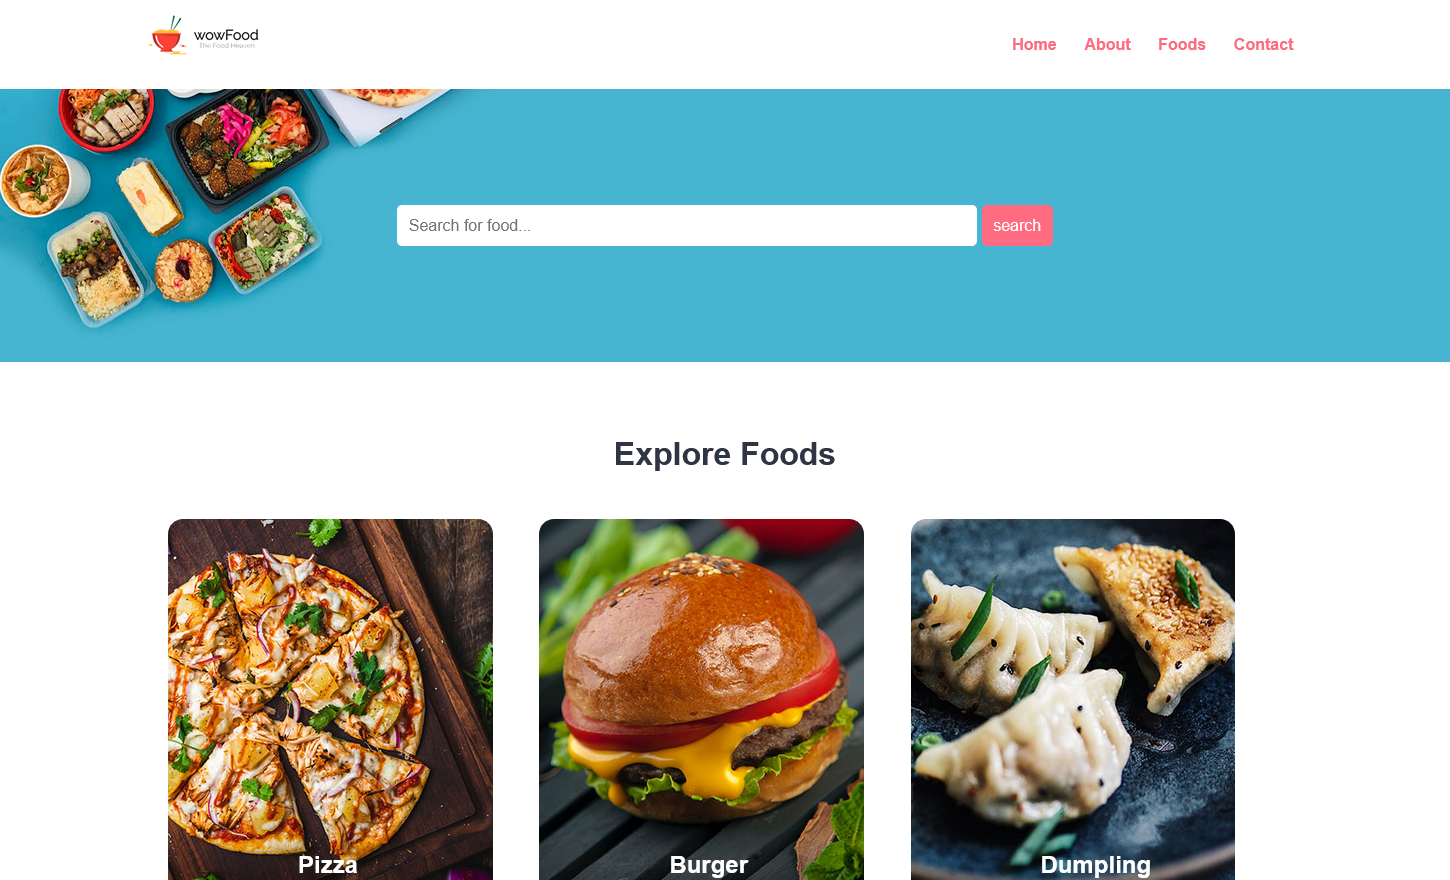 wowFood
The Food Heaven
Home About Foods Contact
Search for food...
search
Explore Foods
Pizza
Burger
Dumpling